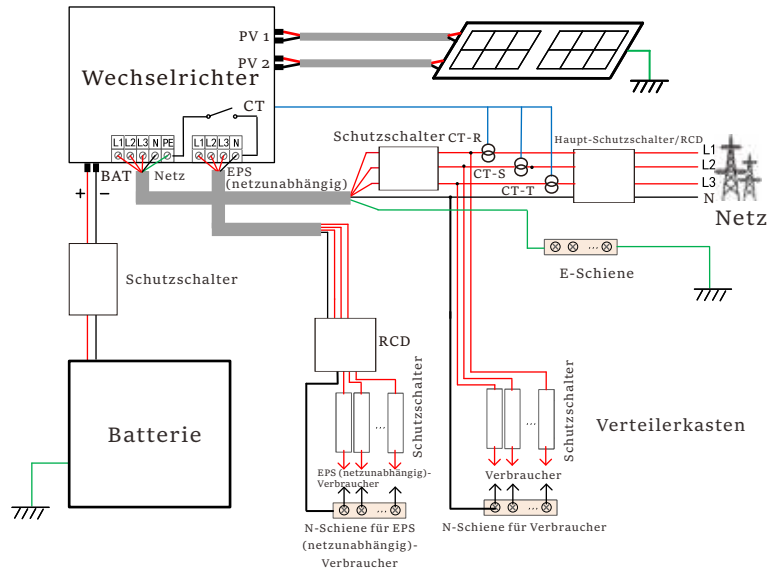 PV 1
PV 2
Wechselrichter
CT
L1 L2 L3 N PE
L1 L2 L3 N
BAT
Netz
EPS
(netzunabhängig)
+ −
Schutzschalter
Batterie
Schutzschalter
CT-R
CT-S
CT-T
Haupt-Schutzschalter/RCD
L1
L2
L3
N
Netz
...
E-Schiene
RCD
...
Schutzschalter
EPS (netzunabhängig)-
Verbraucher
...
N-Schiene für EPS
(netzunabhängig)-
Verbraucher
...
Schutzschalter
Verbraucher
...
N-Schiene für Verbraucher
Verteilerkasten